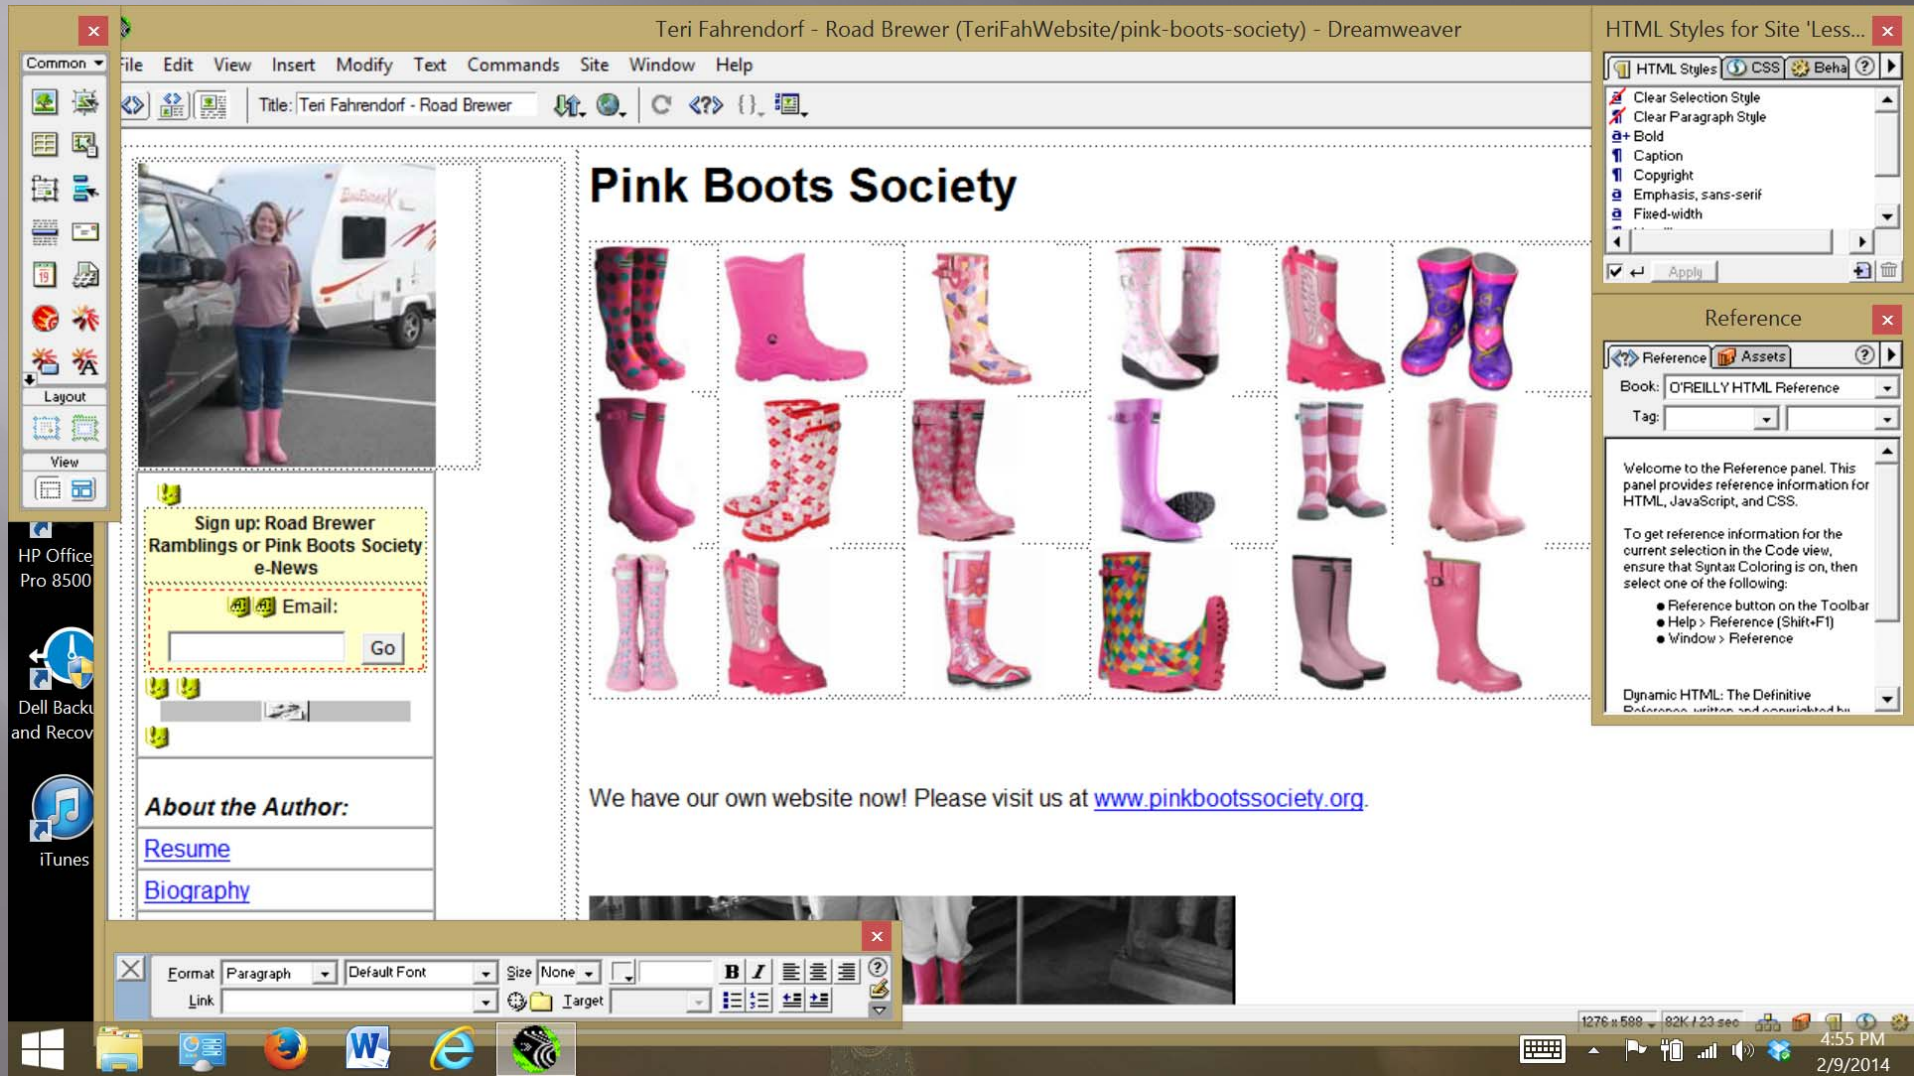 Teri Fahrendorf - Road Brewer (TeriFahWebsite/pink-boots-society) - Dreamweaver
File Edit View Insert Modify Text Commands Site Window Help
Title: Teri Fahrendorf - Road Brewer
Common
Layout
View
HP Office
Pro 8500
Dell Backu
and Recov
iTunes
Sign up: Road Brewer
Ramblings or Pink Boots Society
e-News
Email:
Go
About the Author:
Resume
Biography
Pink Boots Society
We have our own website now! Please visit us at www.pinkbootssociety.org.
HTML Styles for Site 'Less...
HTML Styles CSS Beha
Clear Selection Style
Clear Paragraph Style
a+ Bold
¶ Caption
¶ Copyright
a Emphasis, sans-serif
a Fixed-width
Apply
Reference
<?> Reference Assets
Book: O'REILLY HTML Reference
Tag:
Welcome to the Reference panel. This
panel provides reference information for
HTML, JavaScript, and CSS.
To get reference information for the
current selection in the Code view,
ensure that Syntax Coloring is on, then
select one of the following:
● Reference button on the Toolbar
● Help > Reference (Shift+F1)
● Window > Reference
Dynamic HTML: The Definitive
Reference, written and copyrighted by
Format Paragraph Default Font Size None B I
Link Target
1276 x 588 82K / 23 sec
4:55 PM
2/9/2014